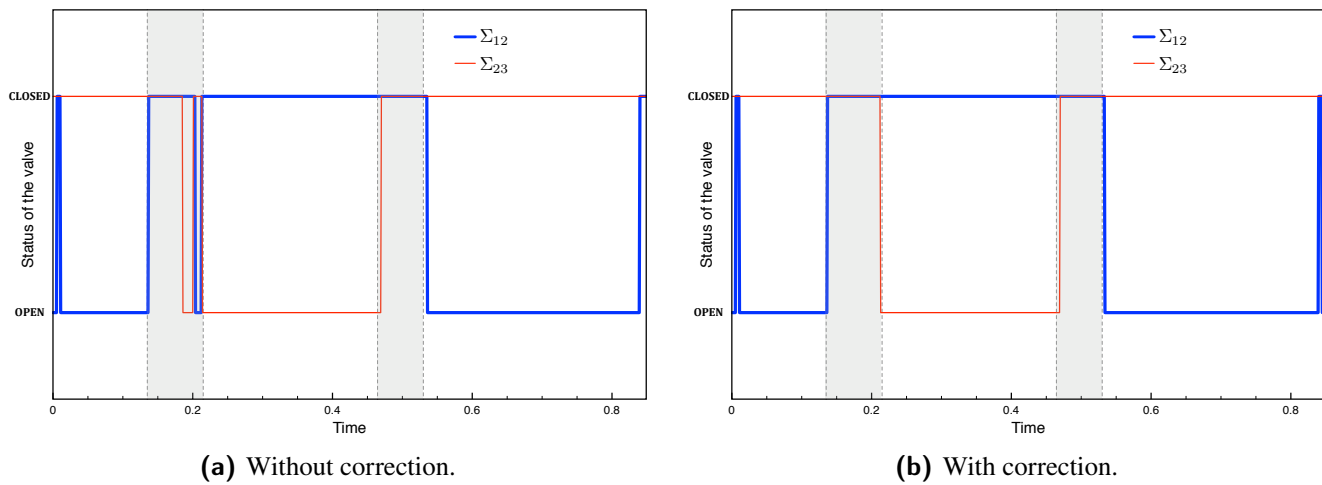 Σ12
Σ23
CLOSED
OPEN
Status of the valve
0
0.2
0.4
0.6
0.8
Time
(a) Without correction.
Σ12
Σ23
CLOSED
OPEN
Status of the valve
0
0.2
0.4
0.6
0.8
Time
(b) With correction.